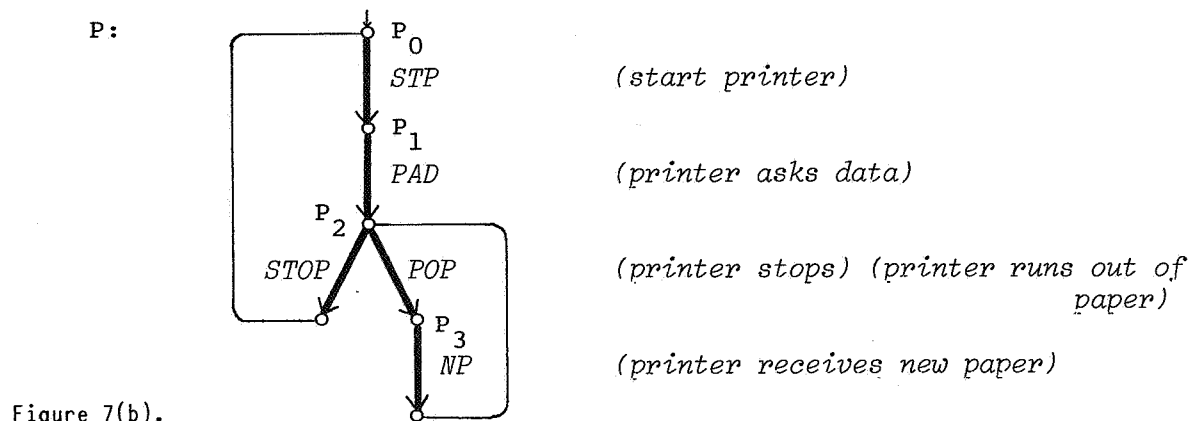 P:
P0
STP (start printer)
P1
PAD (printer asks data)
P2
STOP POP (printer stops) (printer runs out of
paper)
P3
NP (printer receives new paper)
Figure 7(b).